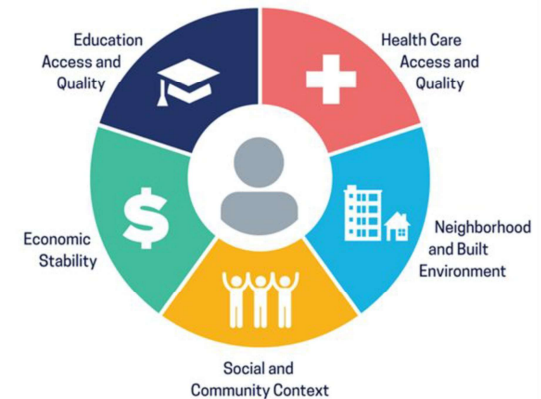 Education
Access and
Quality
Health Care
Access and
Quality
$
Economic
Stability
Neighborhood
and Built
Environment
Social and
Community Context